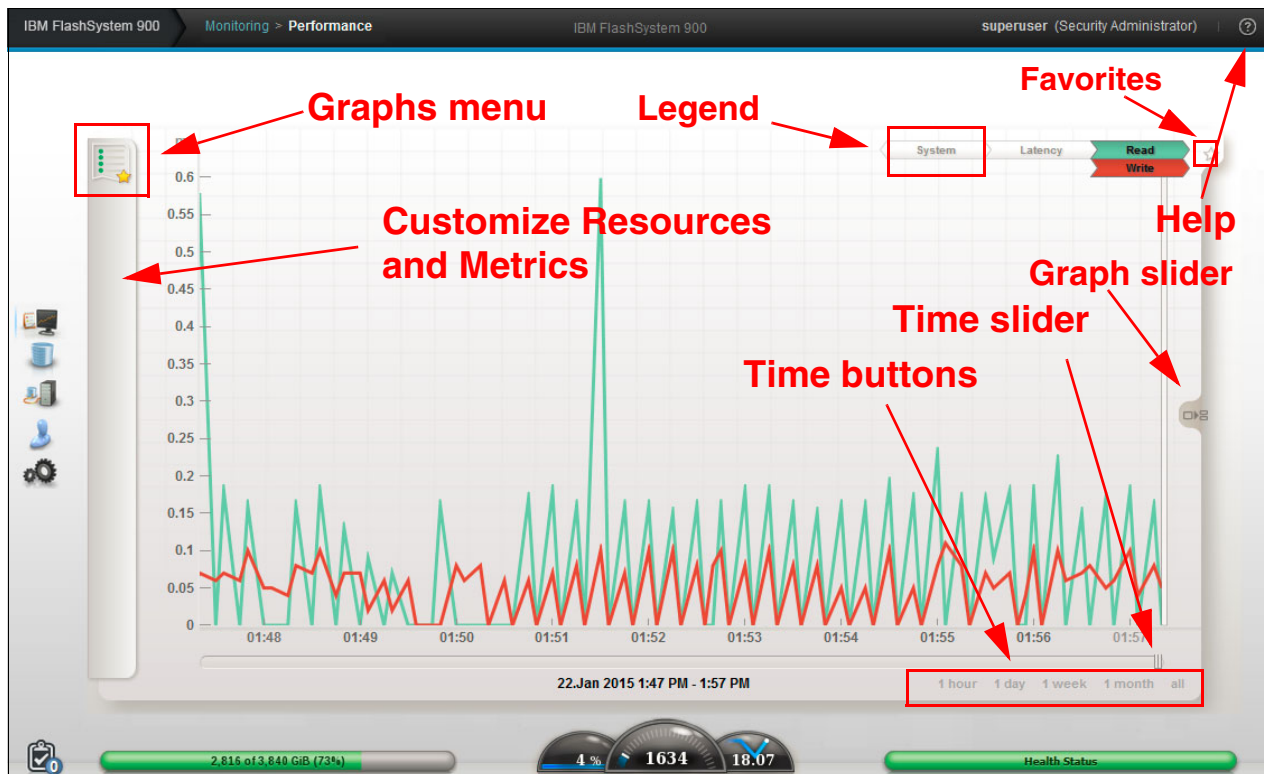 IBM FlashSystem 900
Monitoring > Performance
IBM FlashSystem 900
superuser (Security Administrator)
?
Graphs menu
Legend
Favorites
System
Latency
Read
Write
Help
Customize Resources
and Metrics
Graph slider
Time slider
Time buttons
0.6
0.55
0.5
0.45
0.4
0.35
0.3
0.25
0.2
0.15
0.1
0.05
0
01:48
01:49
01:50
01:51
01:52
01:53
01:54
01:55
01:56
01:57
22.Jan 2015 1:47 PM - 1:57 PM
1 hour 1 day 1 week 1 month all
0
2,816 of 3,840 GiB (73%)
4 %
1634
18.07
Health Status